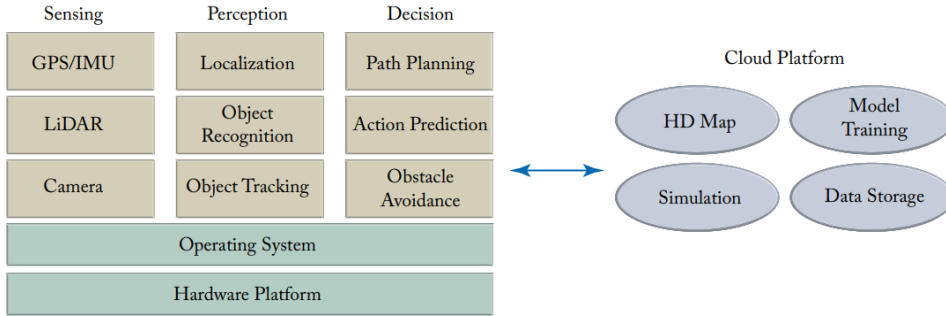 Sensing
Perception
Decision
GPS/IMU
Localization
Path Planning
LiDAR
Object
Recognition
Action Prediction
Camera
Object Tracking
Obstacle
Avoidance
Operating System
Hardware Platform
Cloud Platform
HD Map
Model
Training
Simulation
Data Storage